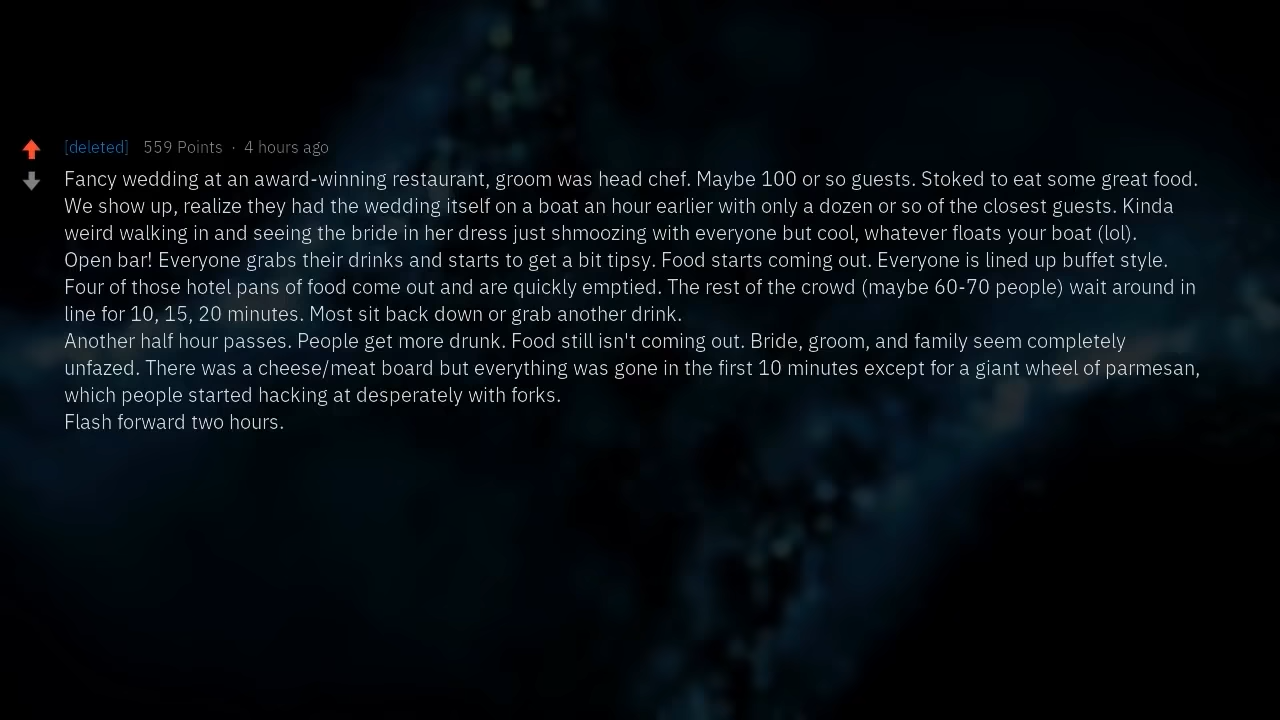 [deleted] 559 Points · 4 hours ago
Fancy wedding at an award-winning restaurant, groom was head chef. Maybe 100 or so guests. Stoked to eat some great food.
We show up, realize they had the wedding itself on a boat an hour earlier with only a dozen or so of the closest guests. Kinda
weird walking in and seeing the bride in her dress just shmoozing with everyone but cool, whatever floats your boat (lol).
Open bar! Everyone grabs their drinks and starts to get a bit tipsy. Food starts coming out. Everyone is lined up buffet style.
Four of those hotel pans of food come out and are quickly emptied. The rest of the crowd (maybe 60-70 people) wait around in
line for 10, 15, 20 minutes. Most sit back down or grab another drink.
Another half hour passes. People get more drunk. Food still isn't coming out. Bride, groom, and family seem completely
unfazed. There was a cheese/meat board but everything was gone in the first 10 minutes except for a giant wheel of parmesan,
which people started hacking at desperately with forks.
Flash forward two hours.